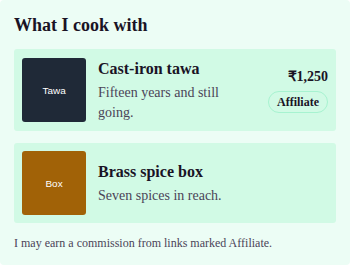 What I cook with
Tawa
Cast-iron tawa
Fifteen years and still
going.
₹1,250
Affiliate
Box
Brass spice box
Seven spices in reach.
I may earn a commission from links marked Affiliate.